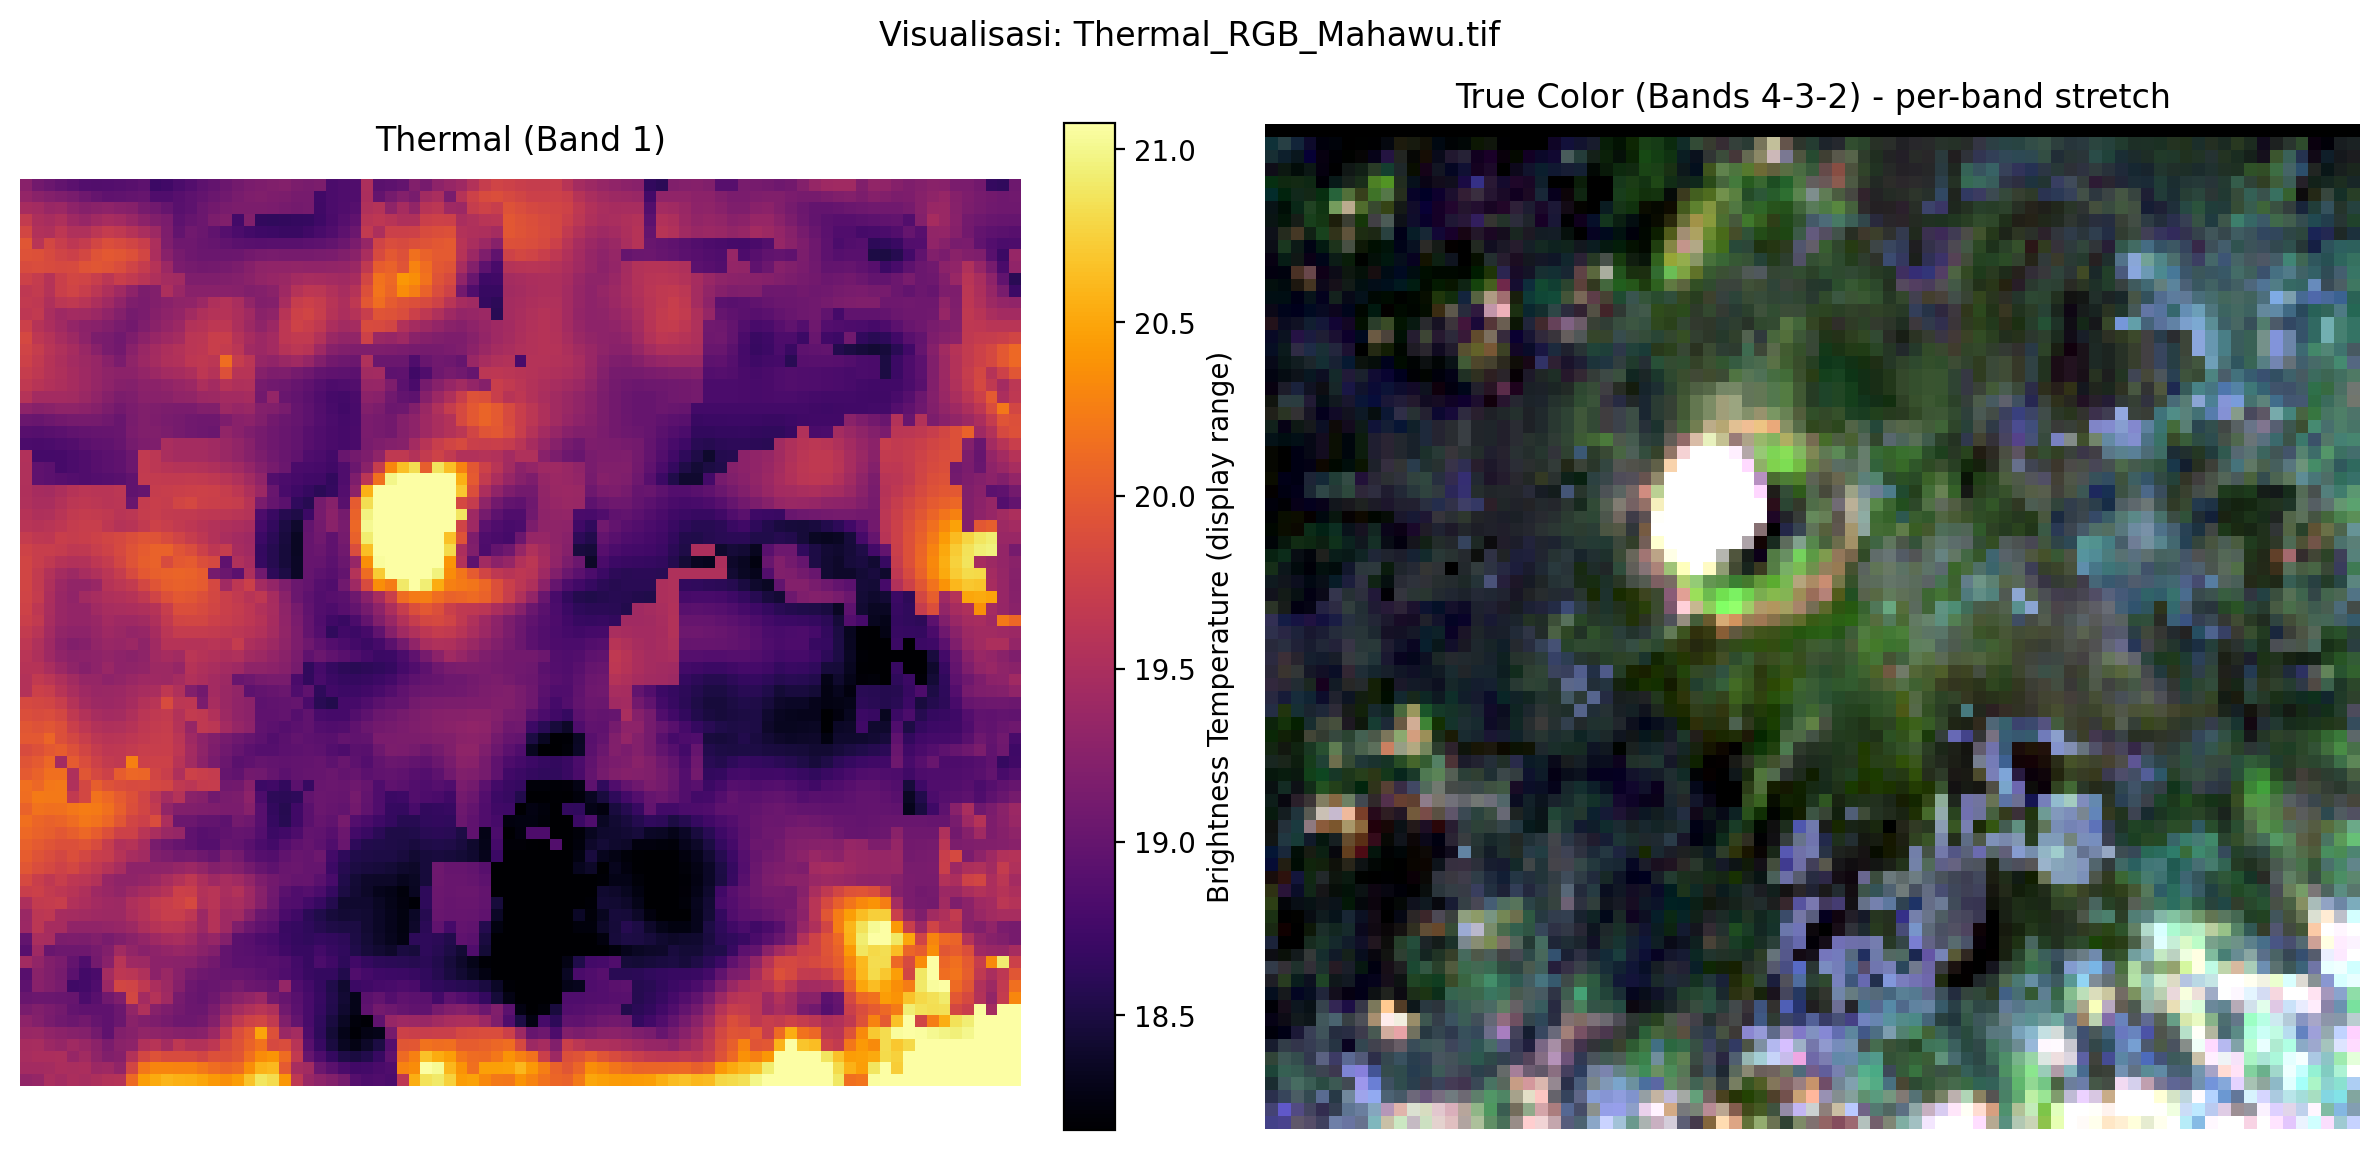 Visualisasi: Thermal_RGB_Mahawu.tif
Thermal (Band 1)
True Color (Bands 4-3-2) - per-band stretch
21.0
20.5
20.0
19.5
19.0
18.5
Brightness Temperature (display range)